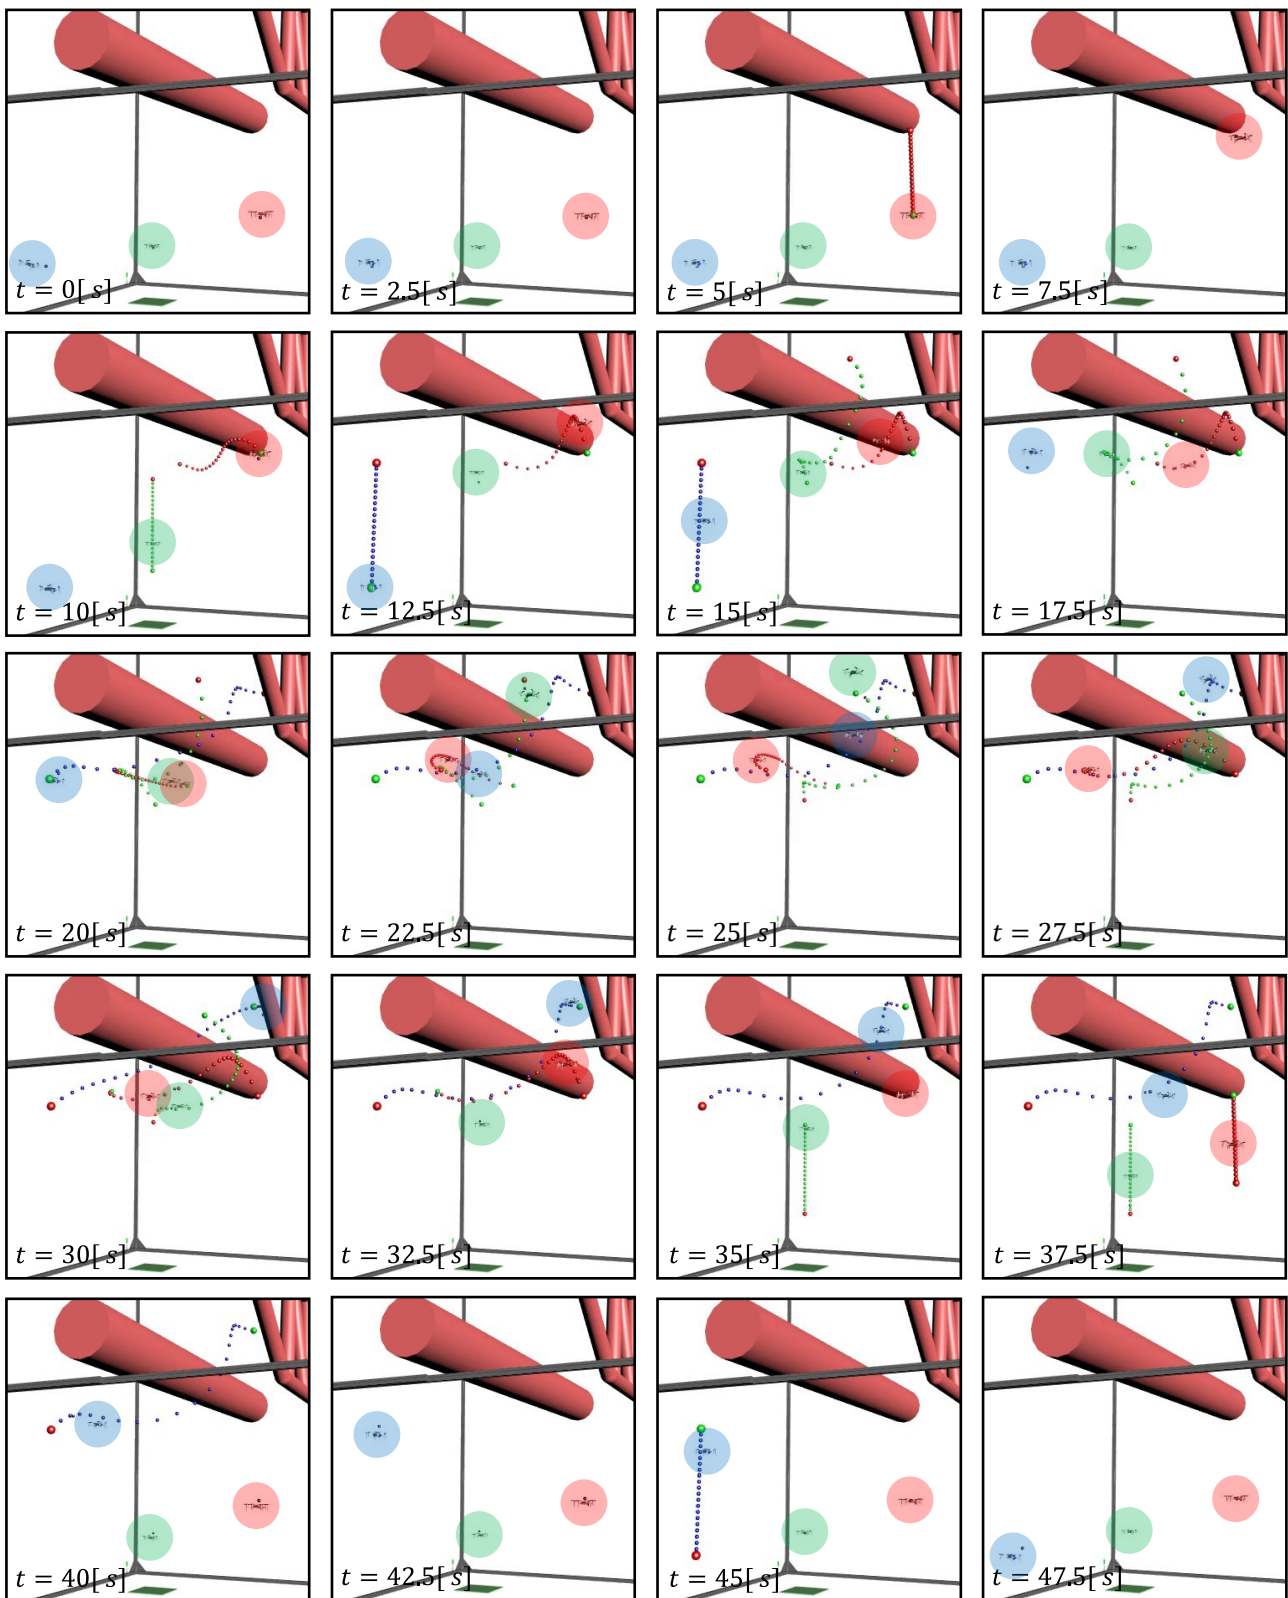 t = 0[ s]
t = 2.5[ s]
t = 5[ s]
t = 7.5[ s]
t = 10[ s]
t = 12.5[ s]
t = 15[ s]
t = 17.5[ s]
t = 20[ s]
t = 22.5[ s]
t = 25[ s]
t = 27.5[ s]
t = 30[ s]
t = 32.5[ s]
t = 35[ s]
t = 37.5[ s]
t = 40[ s]
t = 42.5[ s]
t = 45[ s]
t = 47.5[ s]